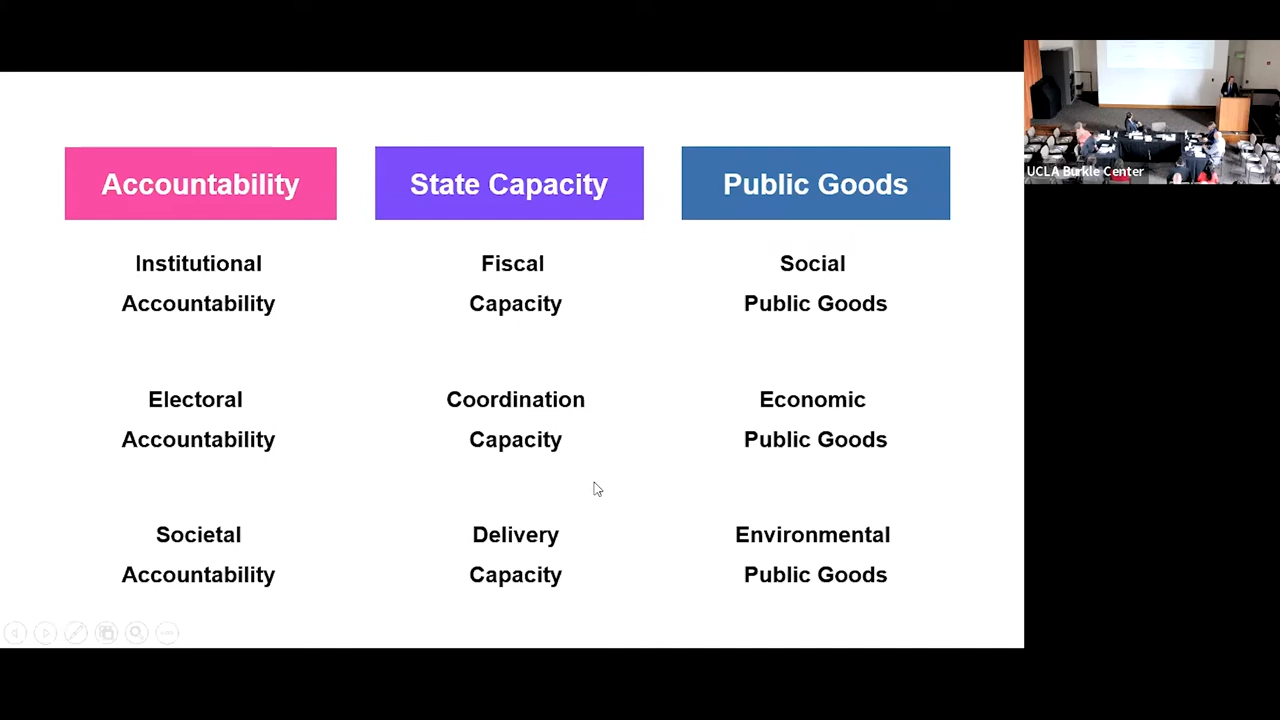 Accountability
State Capacity
Public Goods
Institutional
Accountability
Fiscal
Capacity
Social
Public Goods
Electoral
Accountability
Coordination
Capacity
Economic
Public Goods
Societal
Accountability
Delivery
Capacity
Environmental
Public Goods
UCLA Burkle Center